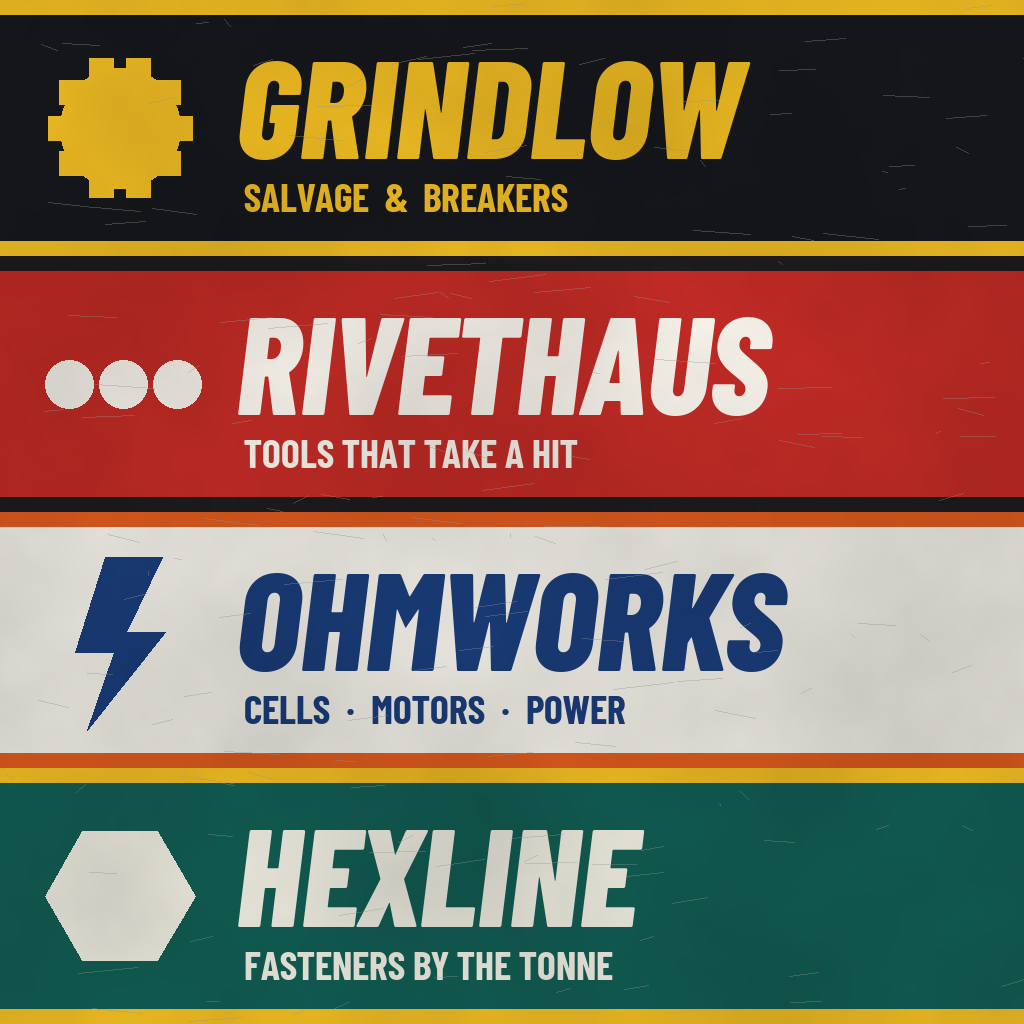 GRINDLOW
SALVAGE & BREAKERS
RIVETHAUS
TOOLS THAT TAKE A HIT
OHMWORKS
CELLS · MOTORS · POWER
HEXLINE
FASTENERS BY THE TONNE